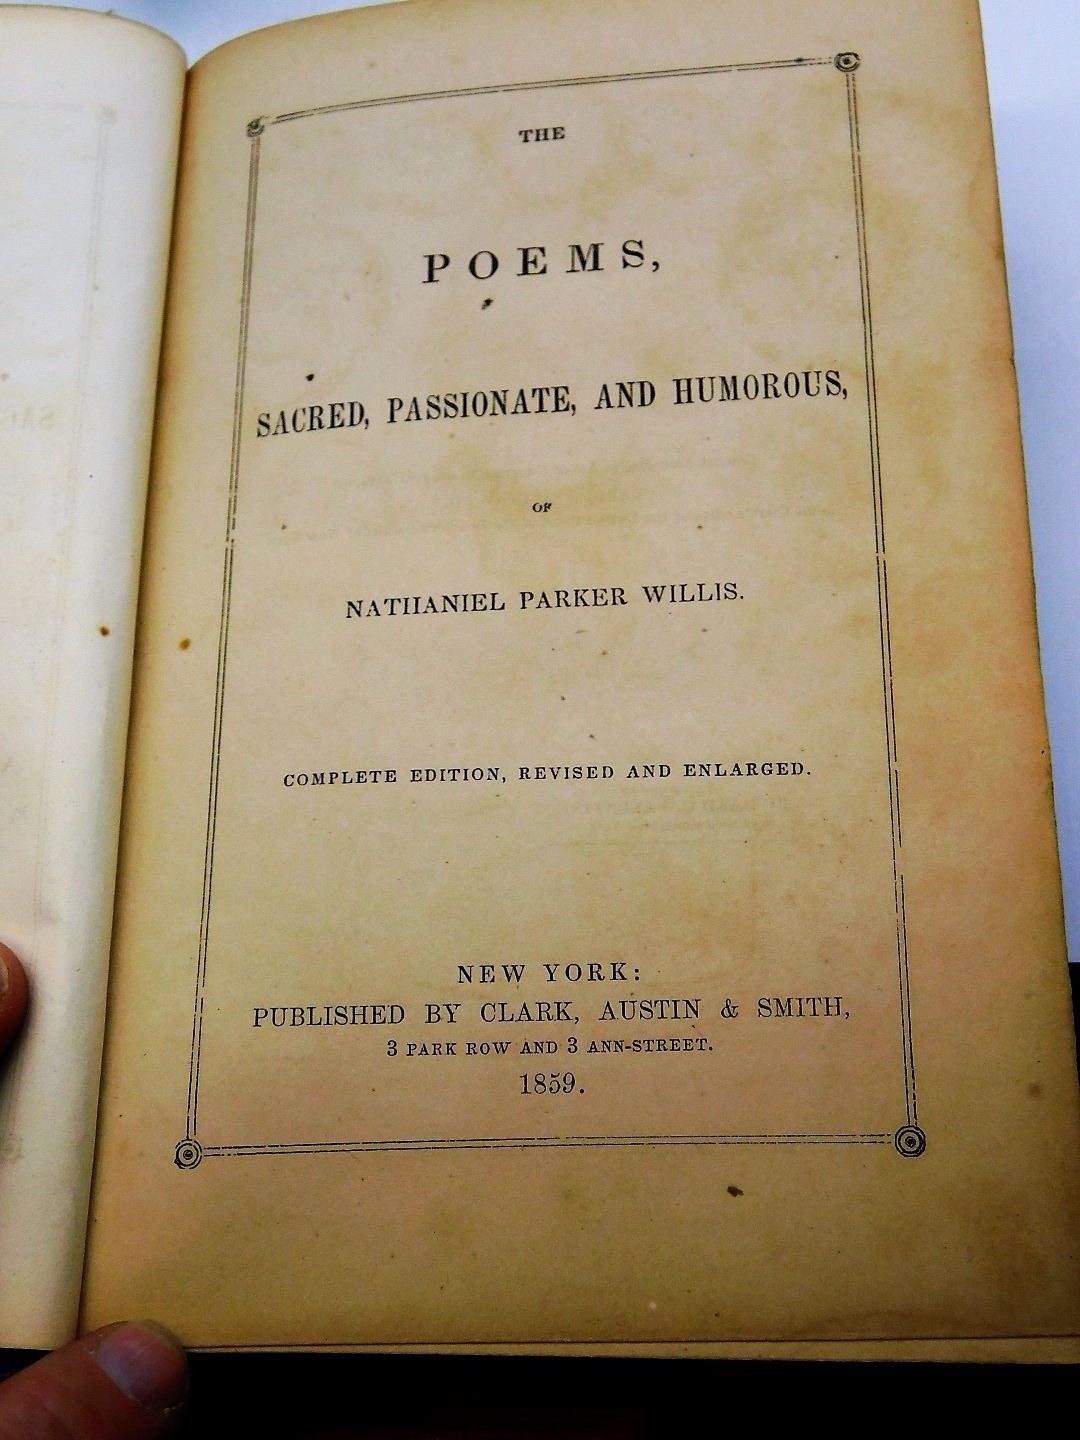 THE
POEMS,
SACRED, PASSIONATE, AND HUMOROUS,
OF
NATHANIEL PARKER WILLIS.
COMPLETE EDITION, REVISED AND ENLARGED.
NEW YORK:
PUBLISHED BY CLARK, AUSTIN & SMITH,
3 PARK ROW AND 3 ANN-STREET.
1859.